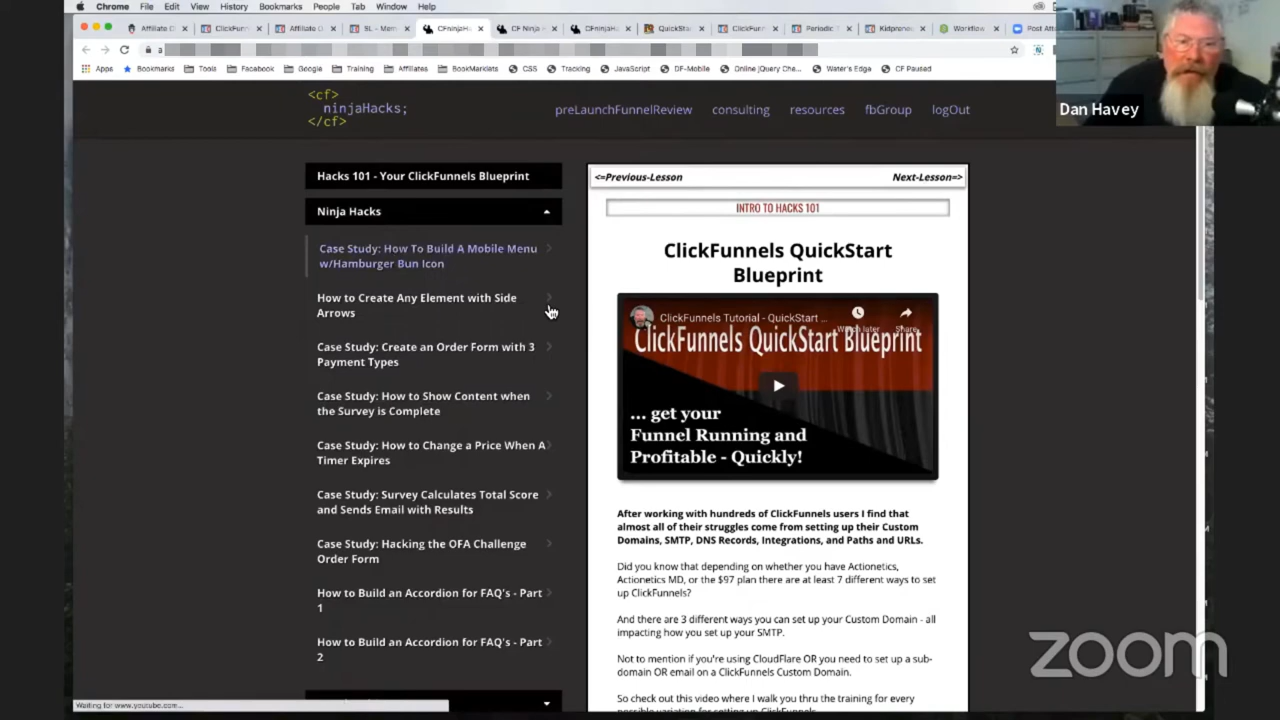 Chrome File Edit View History Bookmarks People Tab Window Help
Affiliate C ClickFunn Affiliate C SL - Mem CFninjaHa CF Ninja H CFninjaHa QuickStar ClickFunn Periodic T Kidpreneu Workflow Post Att
Apps Bookmarks Tools Facebook Google Training Affiliates BookMarklets CSS Tracking JavaScript DF-Mobile Online jQuery Che... Water's Edge CF Paused
Dan Havey
<cf>
ninjaHacks;
</cf>
preLaunchFunnelReview consulting resources fbGroup logOut
Hacks 101 - Your ClickFunnels Blueprint
Ninja Hacks
Case Study: How To Build A Mobile Menu
w/Hamburger Bun Icon
How to Create Any Element with Side
Arrows
Case Study: Create an Order Form with 3
Payment Types
Case Study: How to Show Content when
the Survey is Complete
Case Study: How to Change a Price When A
Timer Expires
Case Study: Survey Calculates Total Score
and Sends Email with Results
Case Study: Hacking the OFA Challenge
Order Form
How to Build an Accordion for FAQ's - Part
1
How to Build an Accordion for FAQ's - Part
2
<=Previous-Lesson Next-Lesson=>
INTRO TO HACKS 101
ClickFunnels QuickStart
Blueprint
ClickFunnels Tutorial - QuickStart ...
Watch later Share
ClickFunnels QuickStart Blueprint
... get your
Funnel Running and
Profitable - Quickly!
After working with hundreds of ClickFunnels users I find that
almost all of their struggles come from setting up their Custom
Domains, SMTP, DNS Records, Integrations, and Paths and URLs.
Did you know that depending on whether you have Actionetics,
Actionetics MD, or the $97 plan there are at least 7 different ways to set
up ClickFunnels?
And there are 3 different ways you can set up your Custom Domain - all
impacting how you set up your SMTP.
Not to mention if you're using CloudFlare OR you need to set up a sub-
domain OR email on a ClickFunnels Custom Domain.
So check out this video where I walk you thru the training for every
possible variation for setting up ClickFunnels
Waiting for www.youtube.com...
zoom